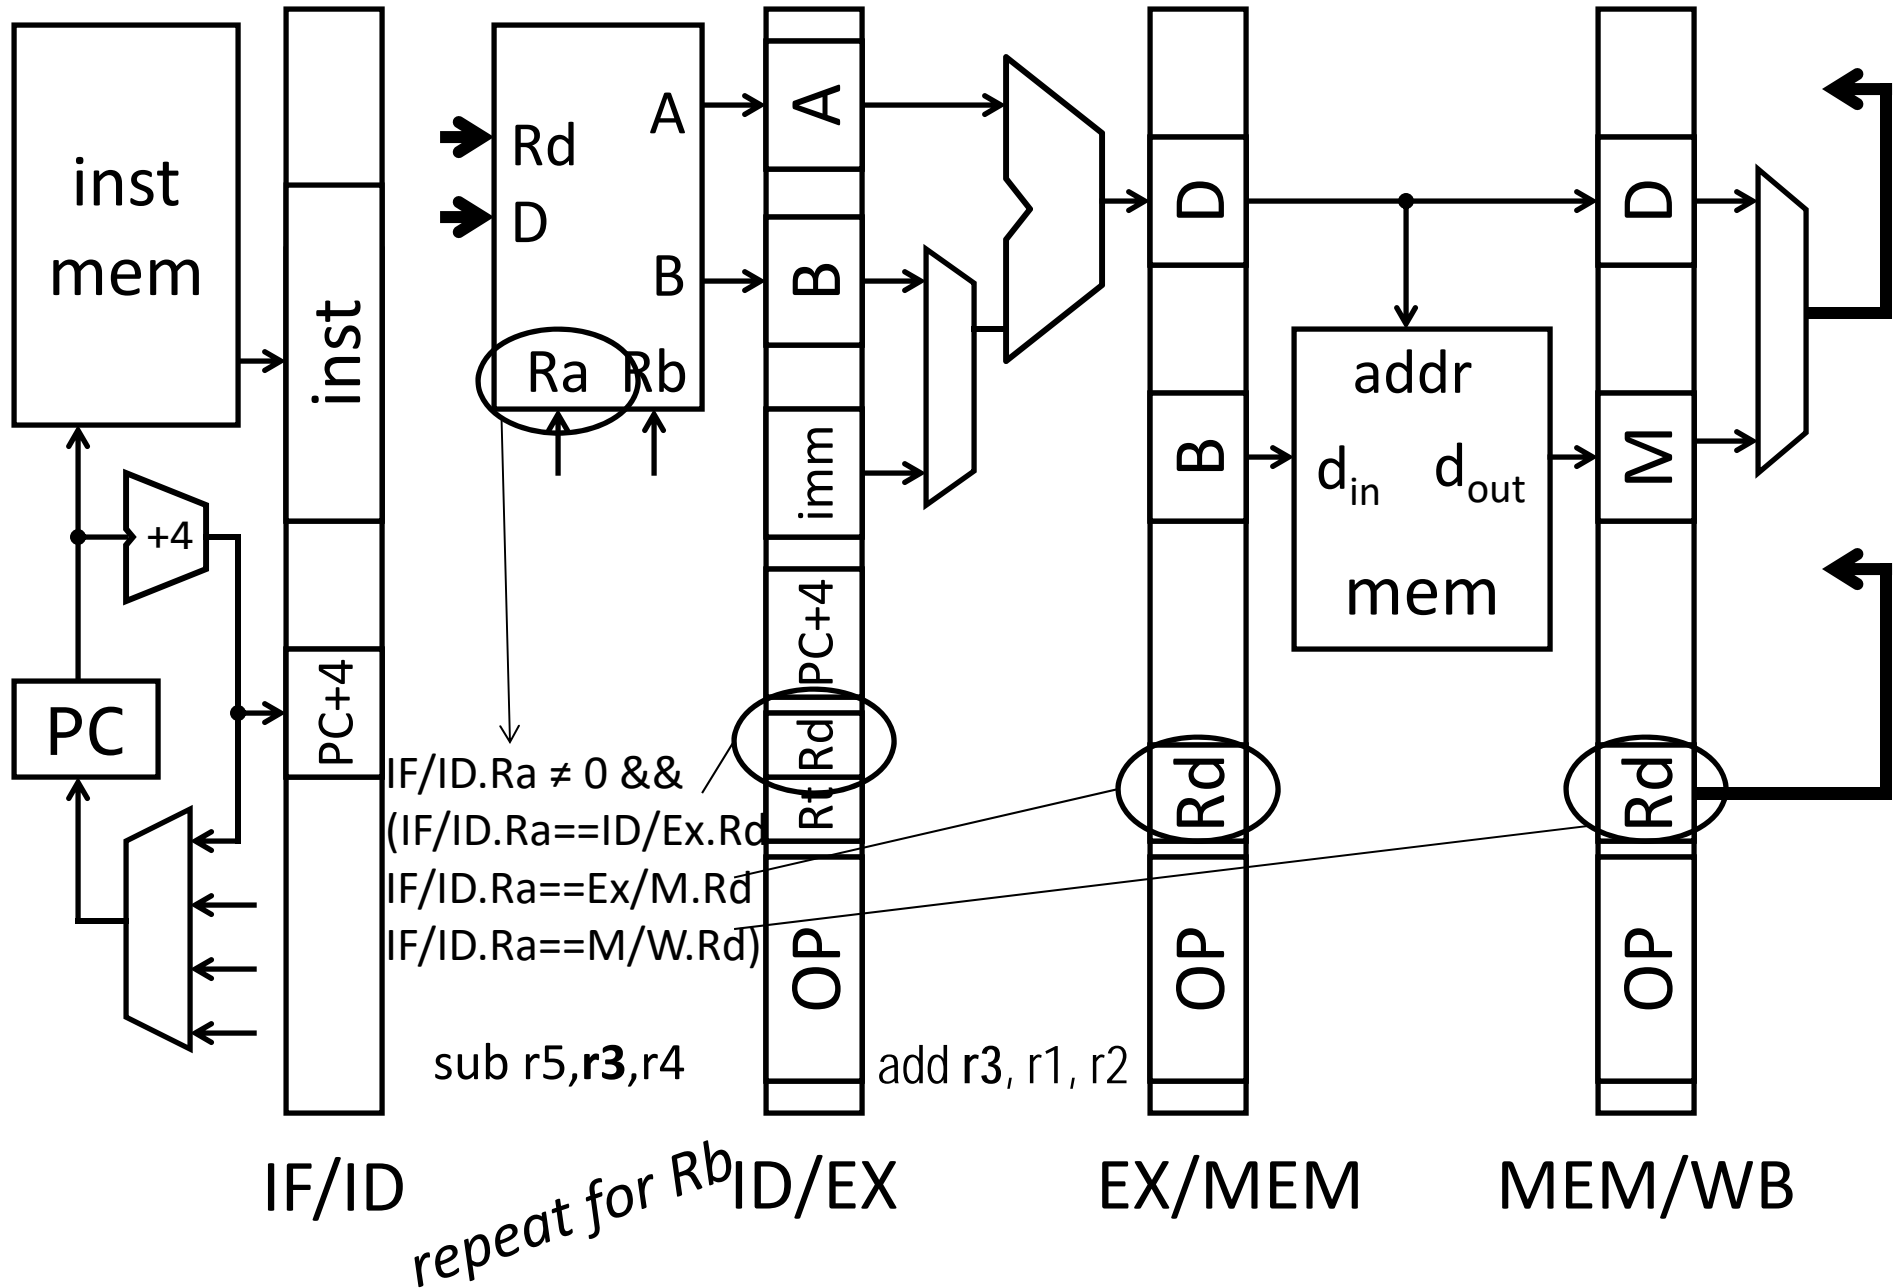 inst
mem
+4
PC
inst
PC+4
Rd
D
A
B
Ra Rb
A
B
imm
PC+4
Rd
Rt
OP
D
B
Rd
OP
addr
din dout
mem
D
M
Rd
OP
IF/ID.Ra ≠ 0 &&
(IF/ID.Ra==ID/Ex.Rd
IF/ID.Ra==Ex/M.Rd
IF/ID.Ra==M/W.Rd)
sub r5,r3,r4
add r3, r1, r2
IF/ID
repeat for Rb
ID/EX
EX/MEM
MEM/WB